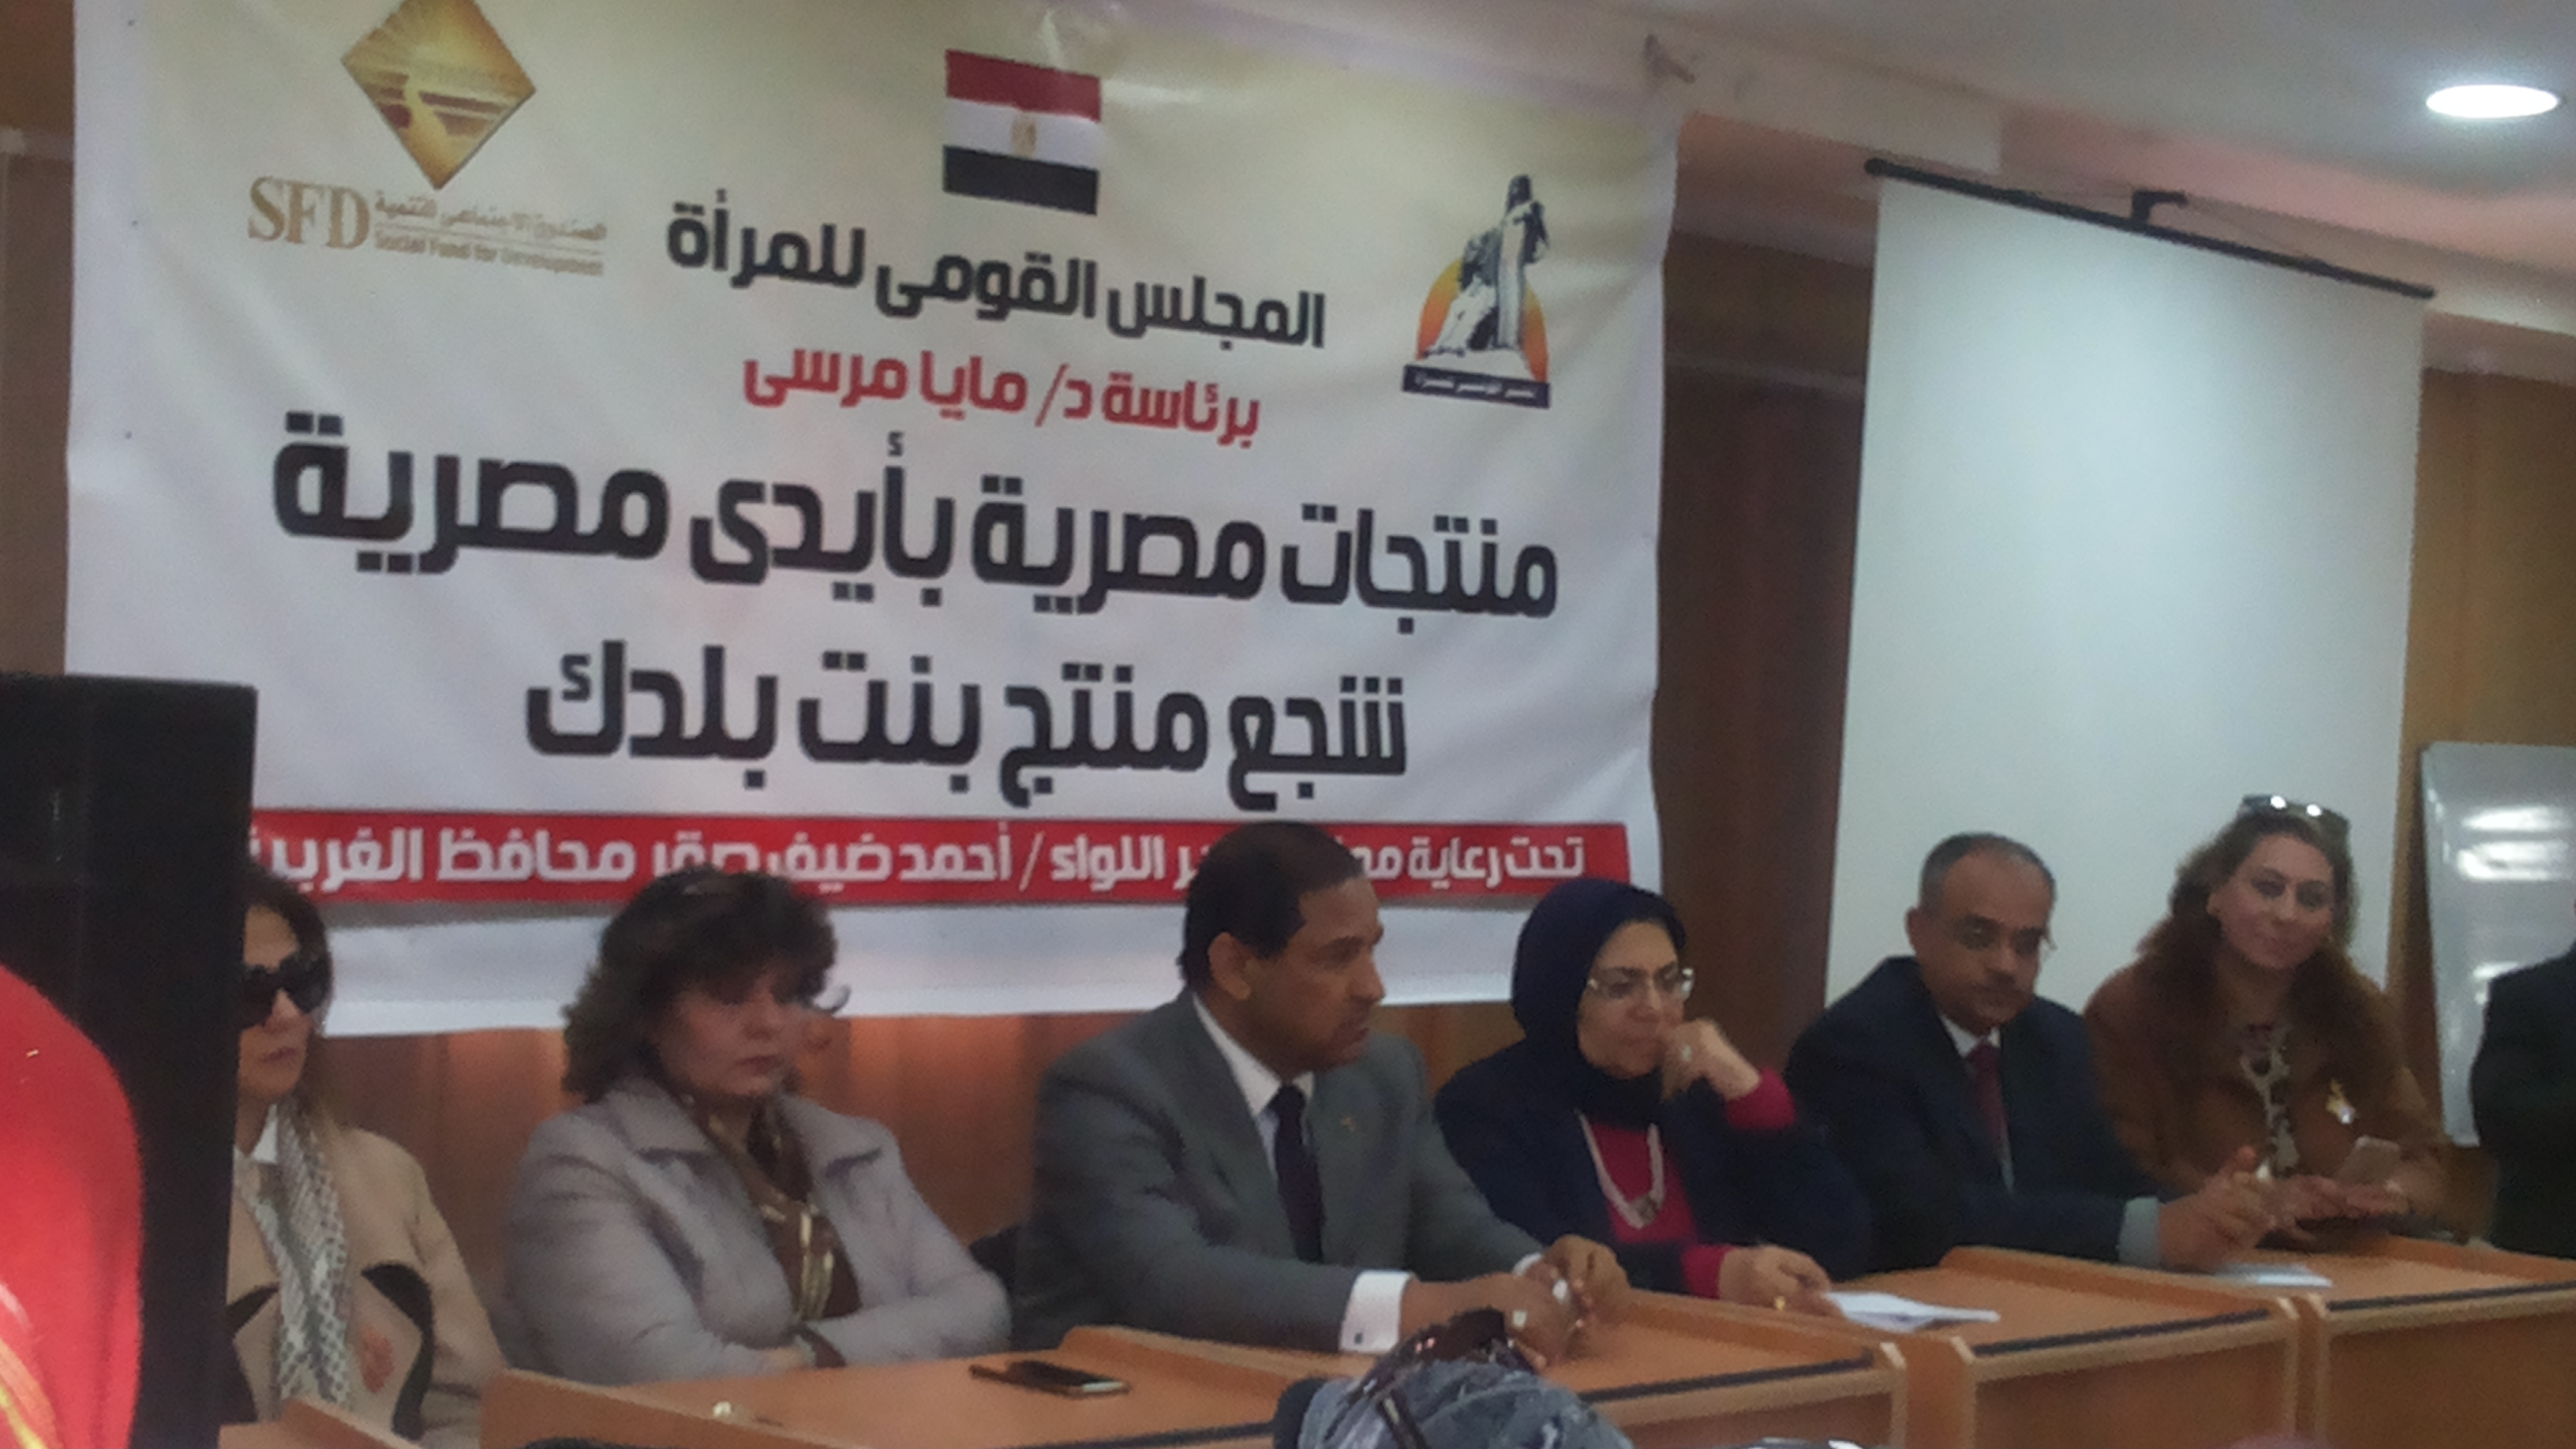 SFD
الصندوق الاجتماعى للتنمية
Social Fund for Development
المجلس القومى للمرأة
برئاسة د/ مايا مرسى
منتجات مصرية بأيدى مصرية
شجع منتج بنت بلدك
تحت رعاية اللواء / أحمد ضيف صقر محافظ الغربية